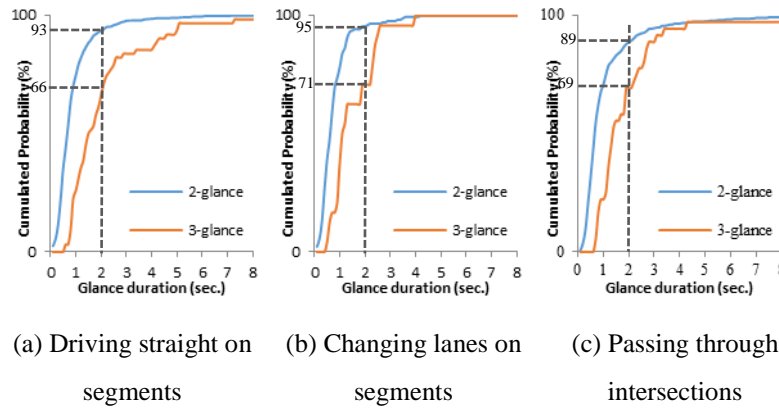 100
93
66
0
Cumulated Probability(%)
2-glance
3-glance
0 1 2 3 4 5 6 7 8
Glance duration (sec.)
100
95
71
0
Cumulated Probability(%)
2-glance
3-glance
0 1 2 3 4 5 6 7 8
Glance duration (sec.)
100
89
69
0
Cumulated Probability(%)
2-glance
3-glance
0 1 2 3 4 5 6 7 8
Glance duration (sec.)
(a) Driving straight on
segments
(b) Changing lanes on
segments
(c) Passing through
intersections